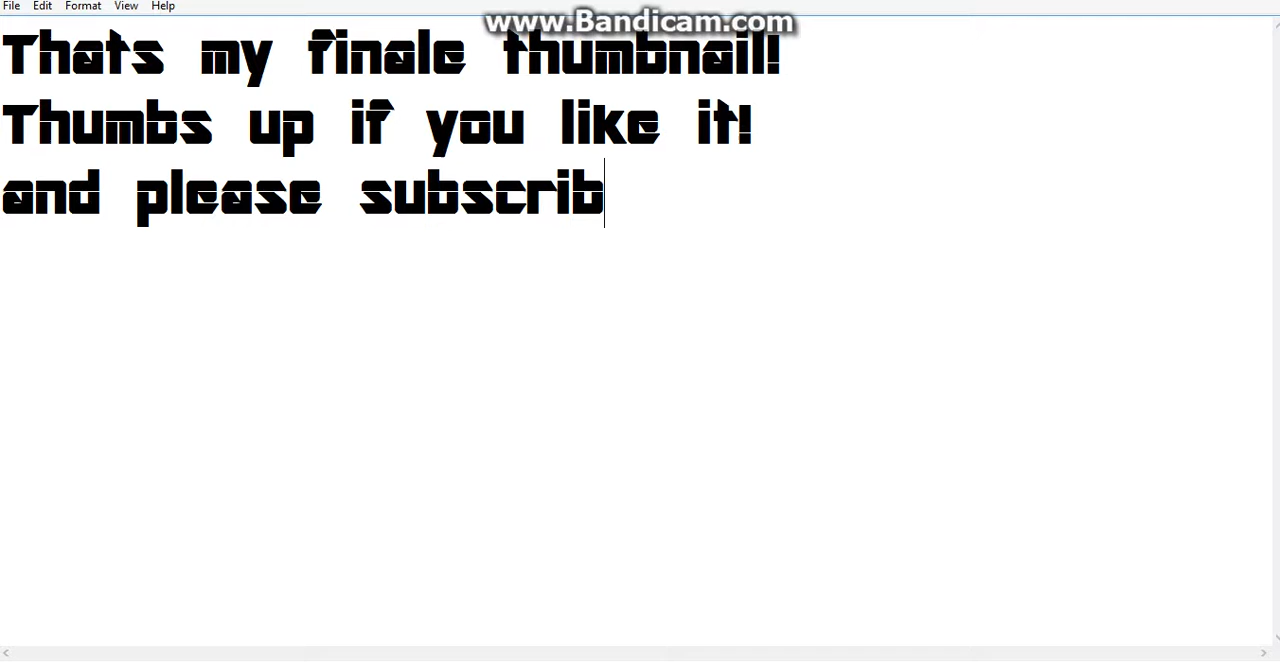 File Edit Format View Help
www.Bandicam.com
Thats my finale thumbnail!
Thumbs up if you like it!
and please subscrib